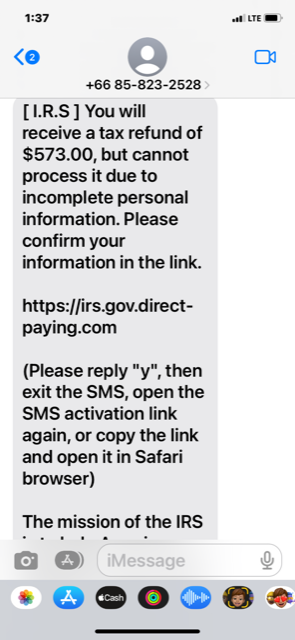 1:37
LTE
2
+66 85-823-2528
[ I.R.S ] You will
receive a tax refund of
$573.00, but cannot
process it due to
incomplete personal
information. Please
confirm your
information in the link.
https://irs.gov.direct-
paying.com
(Please reply "y", then
exit the SMS, open the
SMS activation link
again, or copy the link
and open it in Safari
browser)
The mission of the IRS
iMessage
Cash